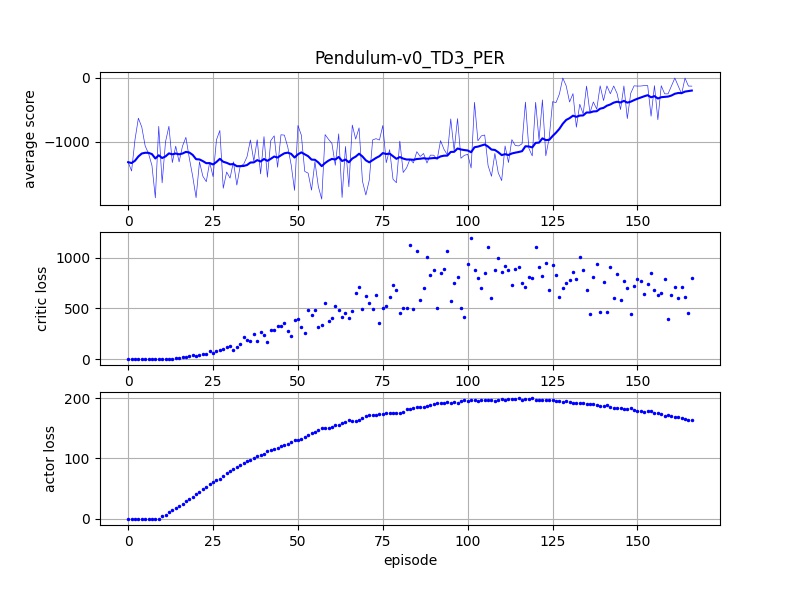 Pendulum-v0_TD3_PER
average score
0
−1000
0 25 50 75 100 125 150
critic loss
1000
500
0
0 25 50 75 100 125 150
actor loss
200
100
0
0 25 50 75 100 125 150
episode